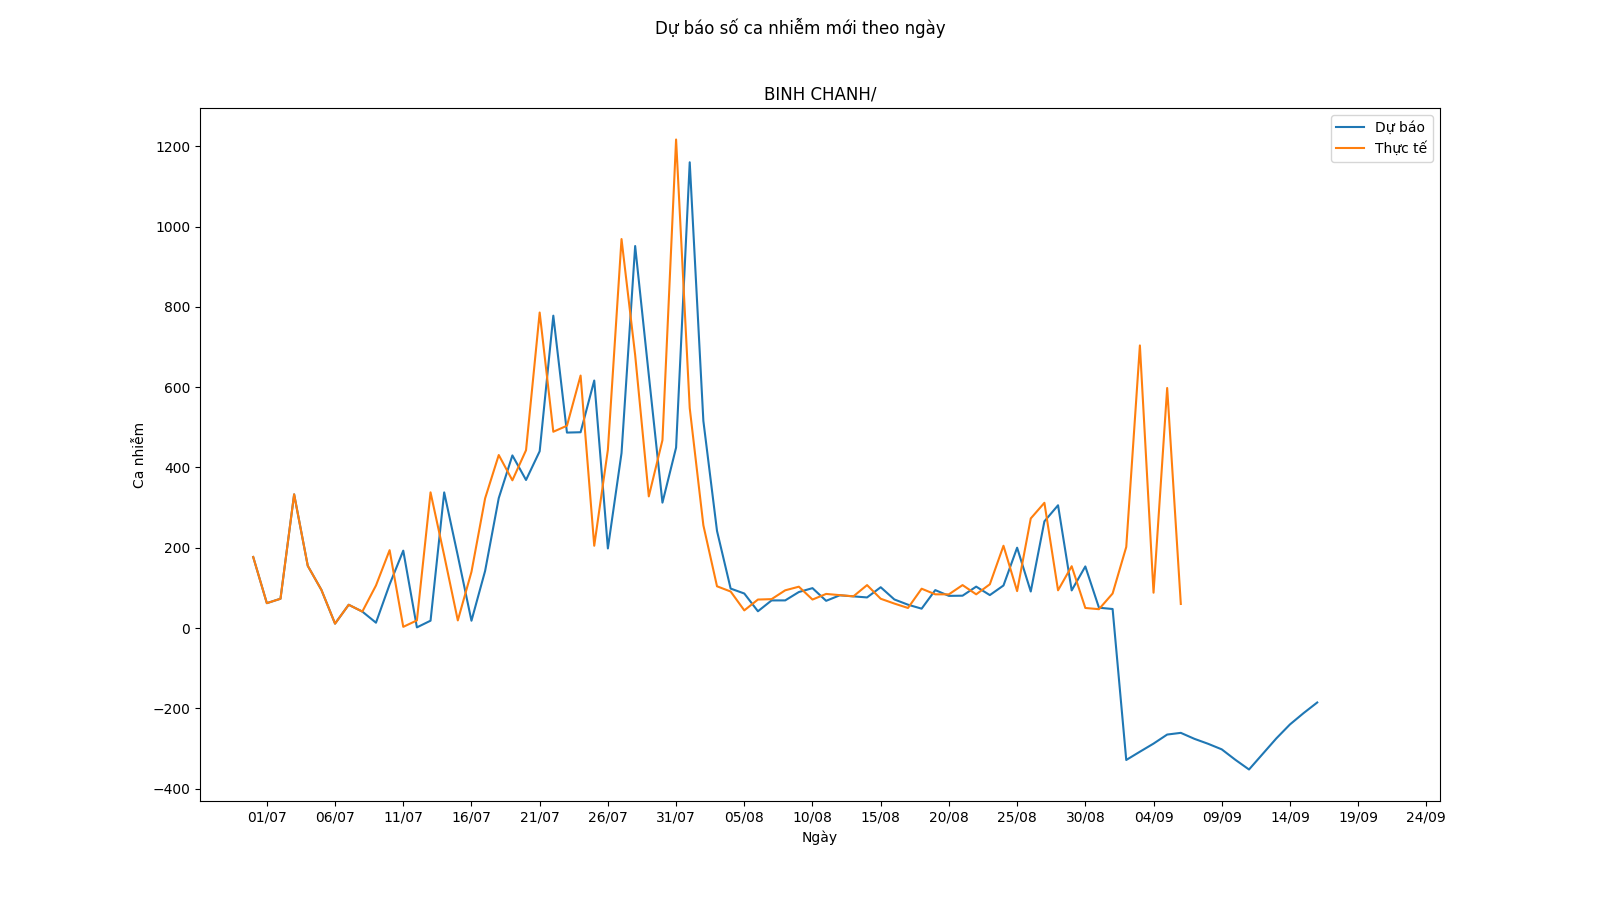 Dự báo số ca nhiễm mới theo ngày
BINH CHANH/
Dự báo
Thực tế
Ca nhiễm
1200
1000
800
600
400
200
0
−200
−400
01/07 06/07 11/07 16/07 21/07 26/07 31/07 05/08 10/08 15/08 20/08 25/08 30/08 04/09 09/09 14/09 19/09 24/09
Ngày